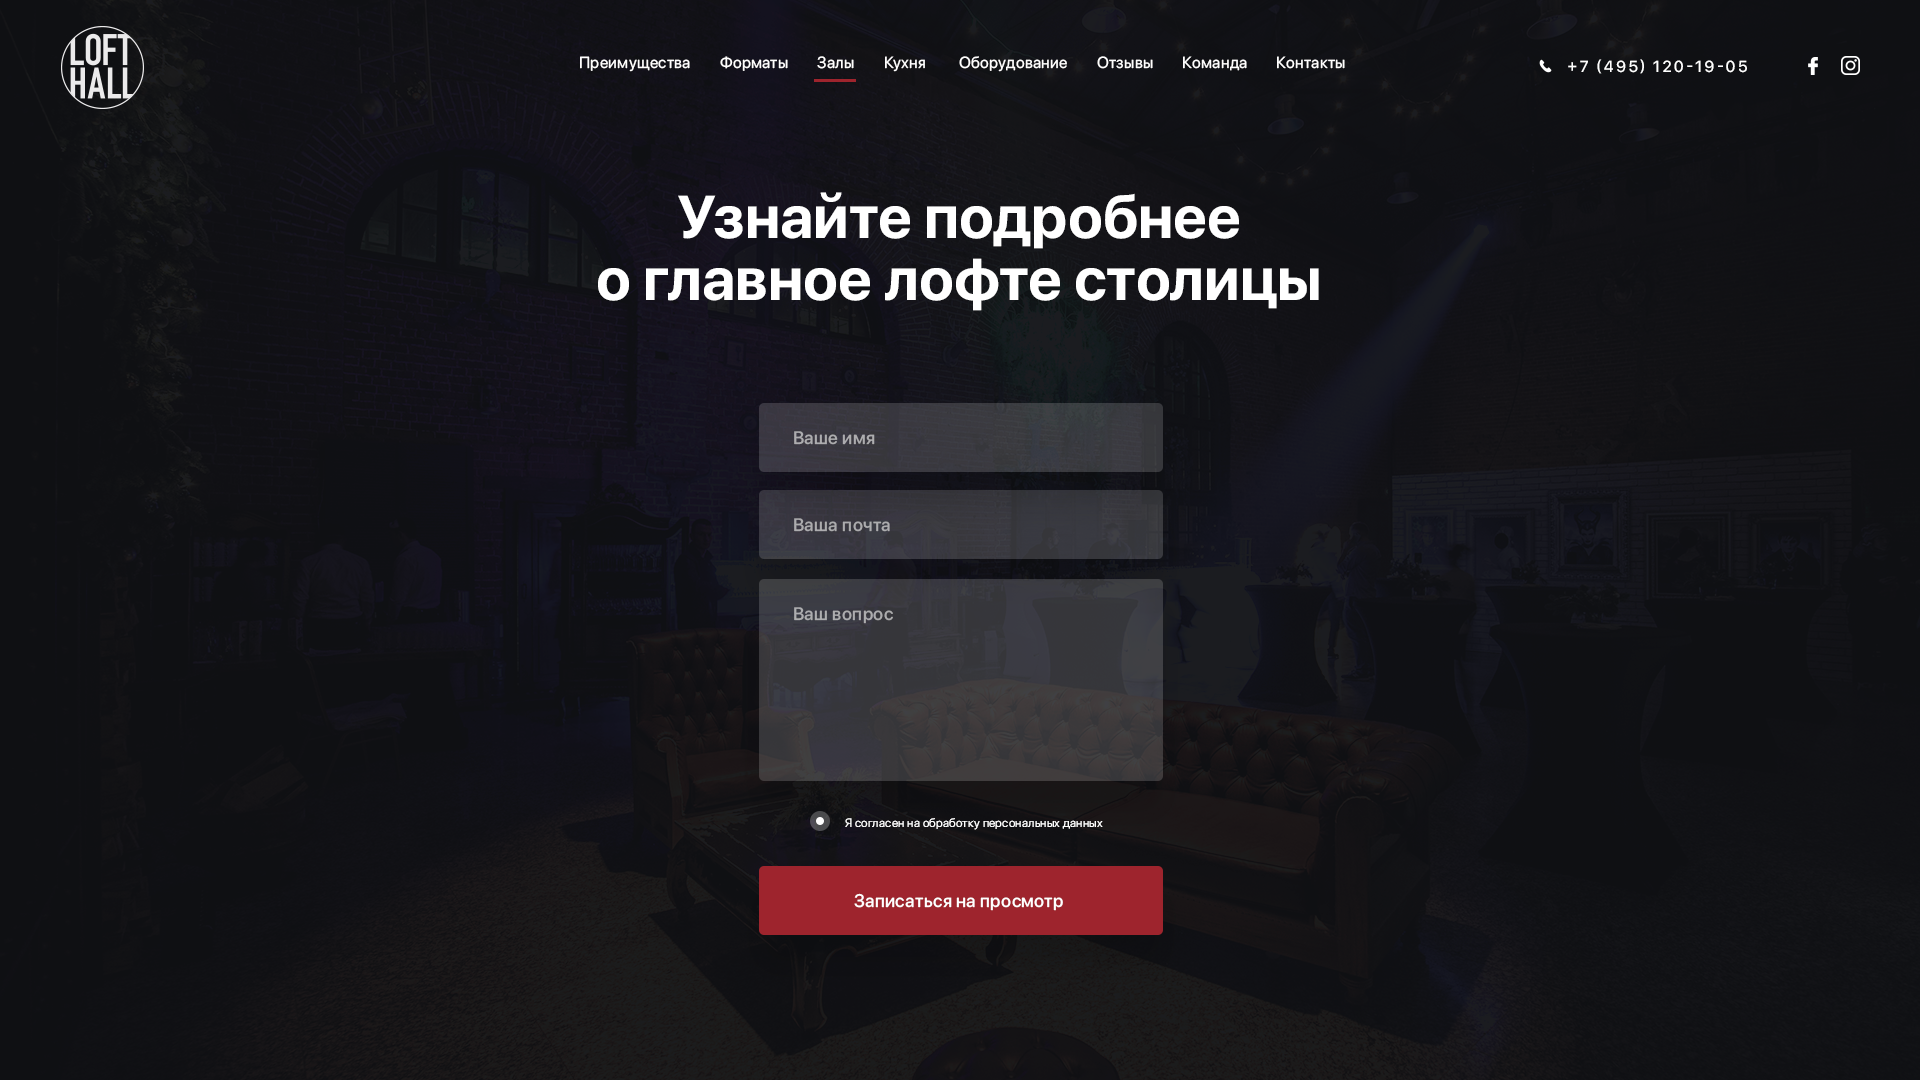 LOFT
HALL
Преимущества Форматы Залы Кухня Оборудование Отзывы Команда Контакты
+7 (495) 120-19-05
Узнайте подробнее
о главное лофте столицы
Ваше имя
Ваша почта
Ваш вопрос
Я согласен на обработку персональных данных
Записаться на просмотр